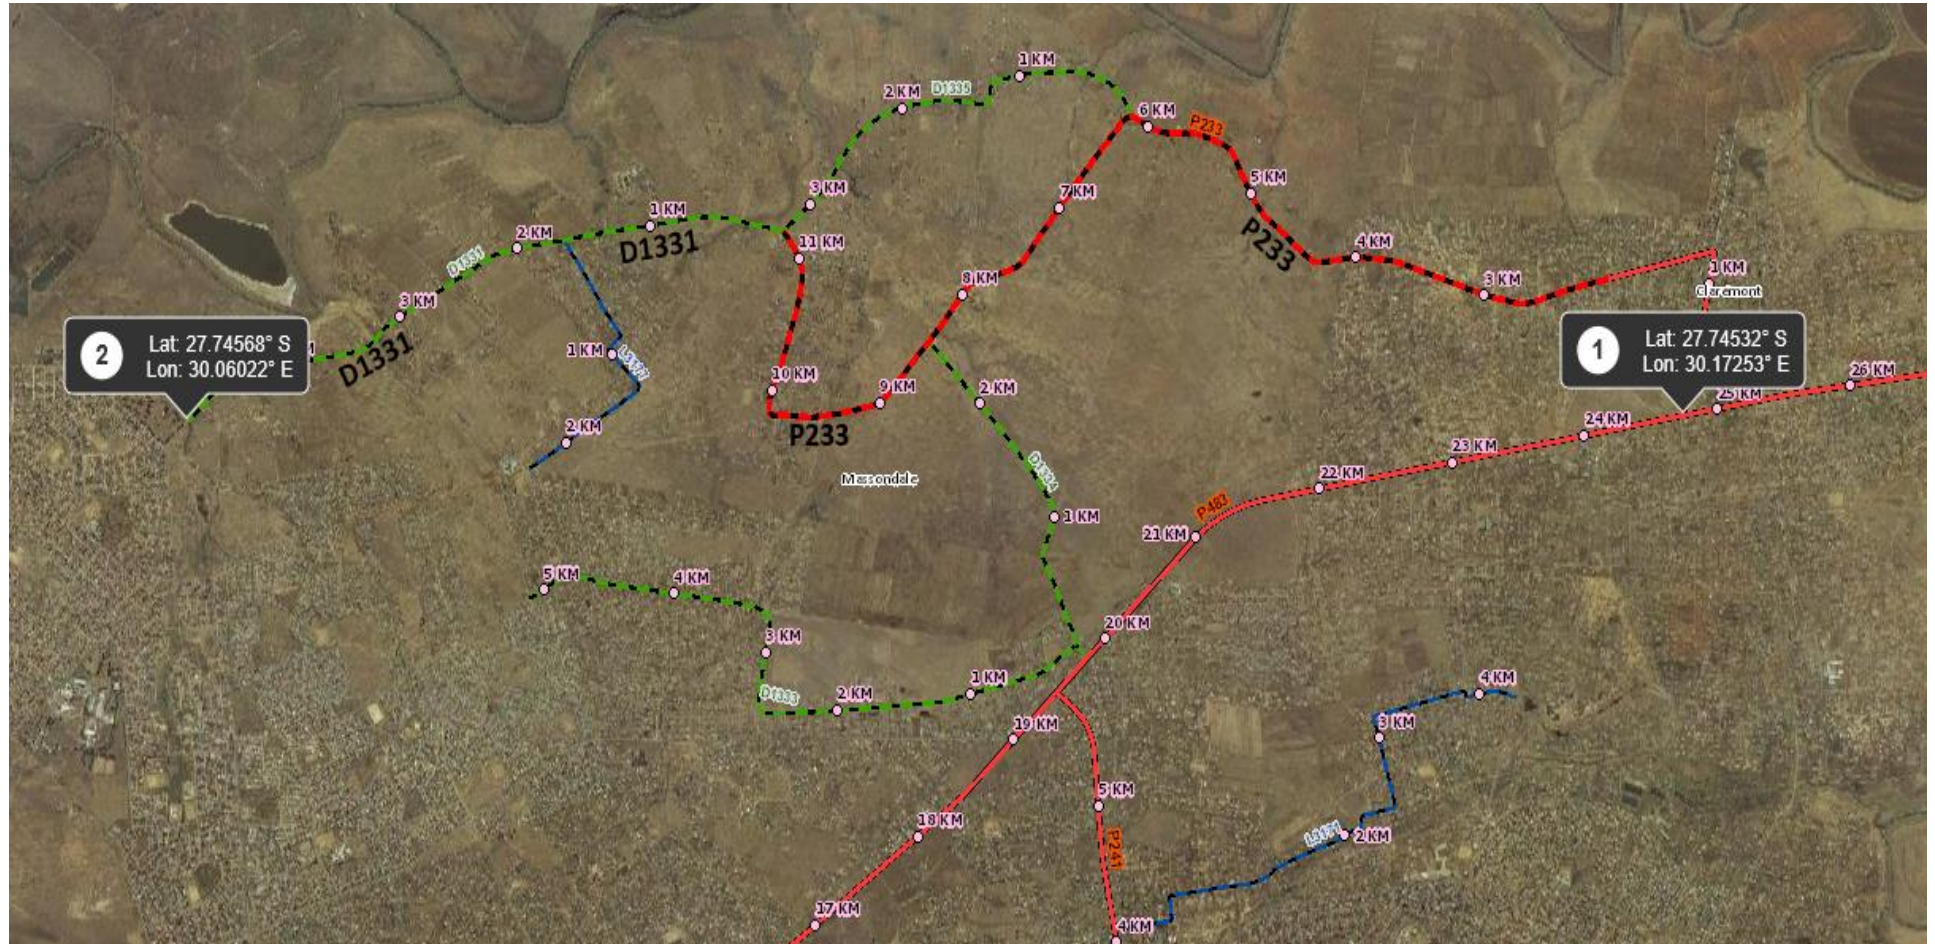 1 KM
2 KM
D1335
6 KM
P233
3 KM
5 KM
7 KM
1 KM
2 KM
D1331
11 KM
D1331
P233
4 KM
8 KM
3 KM
1 KM
Claremont
3 KM
2
Lat: 27.74568° S
Lon: 30.06022° E
D1331
1 KM
10 KM
9 KM
2 KM
1
Lat: 27.74532° S
Lon: 30.17253° E
26 KM
25 KM
24 KM
23 KM
22 KM
2 KM
P233
Massondale
D1334
1 KM
P483
21 KM
5 KM
4 KM
20 KM
3 KM
D1333
2 KM
1 KM
19 KM
4 KM
3 KM
5 KM
18 KM
P241
2 KM
17 KM
4 KM